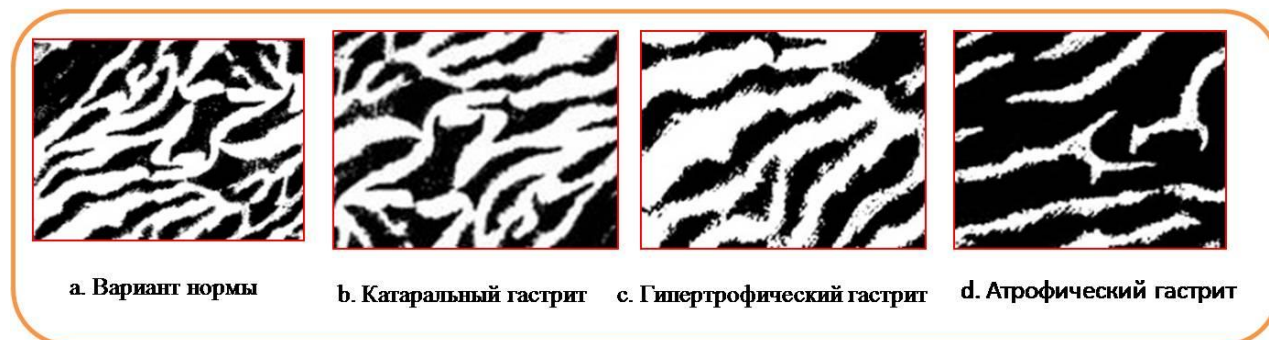 a. Вариант нормы
b. Катаральный гастрит
c. Гипертрофический гастрит
d. Атрофический гастрит